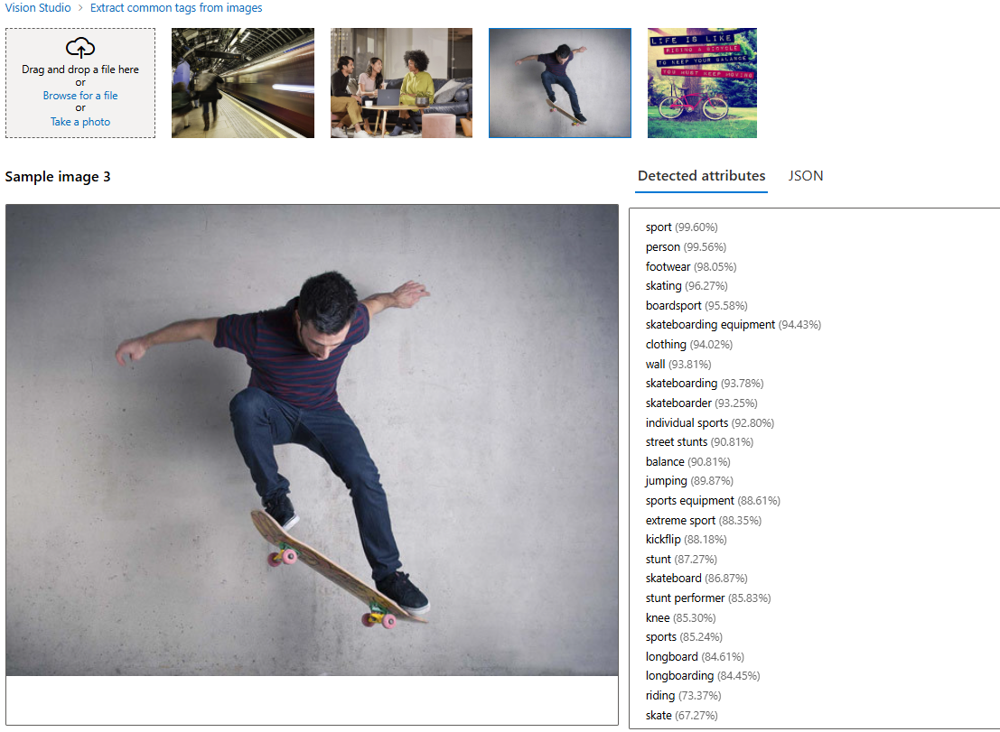 Vision Studio > Extract common tags from images
Drag and drop a file here
or
Browse for a file
or
Take a photo
LIFE IS LIKE
RIDING A BICYCLE
TO KEEP YOUR BALANCE
YOU MUST KEEP MOVING
Sample image 3
Detected attributes
JSON
sport (99.60%)
person (99.56%)
footwear (98.05%)
skating (96.27%)
boardsport (95.58%)
skateboarding equipment (94.43%)
clothing (94.02%)
wall (93.81%)
skateboarding (93.78%)
skateboarder (93.25%)
individual sports (92.80%)
street stunts (90.81%)
balance (90.81%)
jumping (89.87%)
sports equipment (88.61%)
extreme sport (88.35%)
kickflip (88.18%)
stunt (87.27%)
skateboard (86.87%)
stunt performer (85.83%)
knee (85.30%)
sports (85.24%)
longboard (84.61%)
longboarding (84.45%)
riding (73.37%)
skate (67.27%)